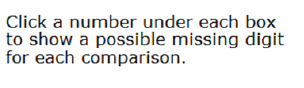 Click a number under each box
to show a possible missing digit
for each comparison.